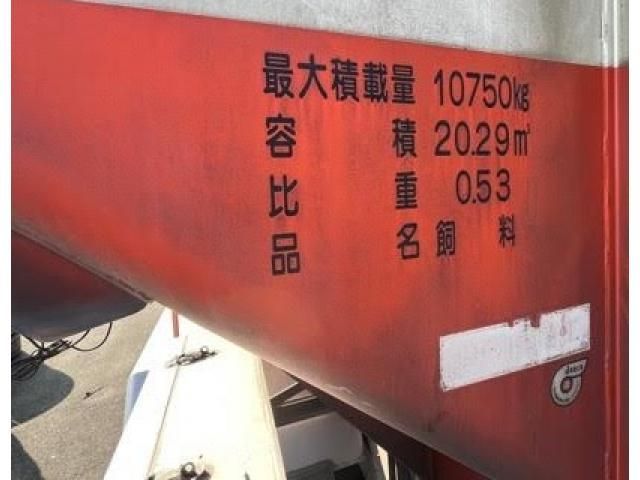 最大積載量 10750kg
容 積 20.29㎥
比 重 0.53
品 名 飼 料